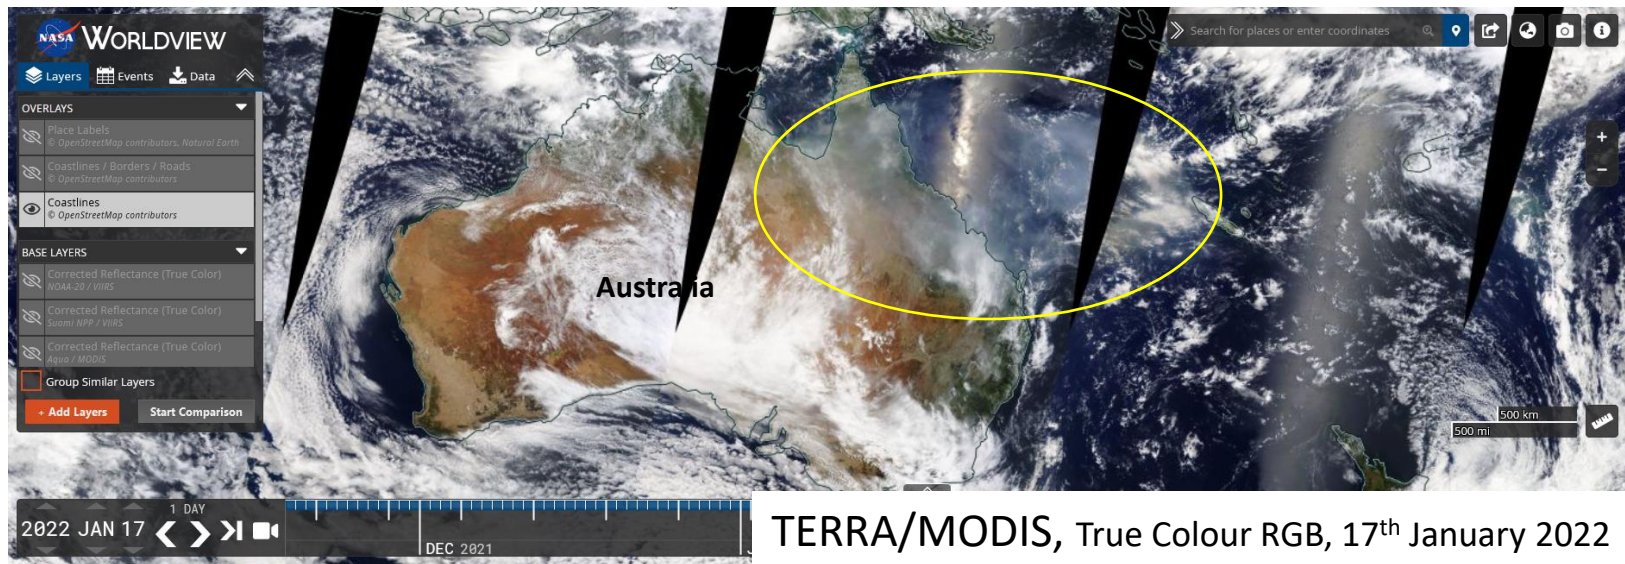 NASA WORLDVIEW
Layers Events Data
OVERLAYS
Place Labels
© OpenStreetMap contributors, Natural Earth
Coastlines / Borders / Roads
© OpenStreetMap contributors
Coastlines
© OpenStreetMap contributors
BASE LAYERS
Corrected Reflectance (True Color)
NOAA-20 / VIIRS
Corrected Reflectance (True Color)
Suomi NPP / VIIRS
Corrected Reflectance (True Color)
Aqua / MODIS
Group Similar Layers
+ Add Layers Start Comparison
Search for places or enter coordinates
+
−
Australia
500 km
500 mi
1 DAY
2022 JAN 17
DEC 2021
TERRA/MODIS, True Colour RGB, 17th January 2022